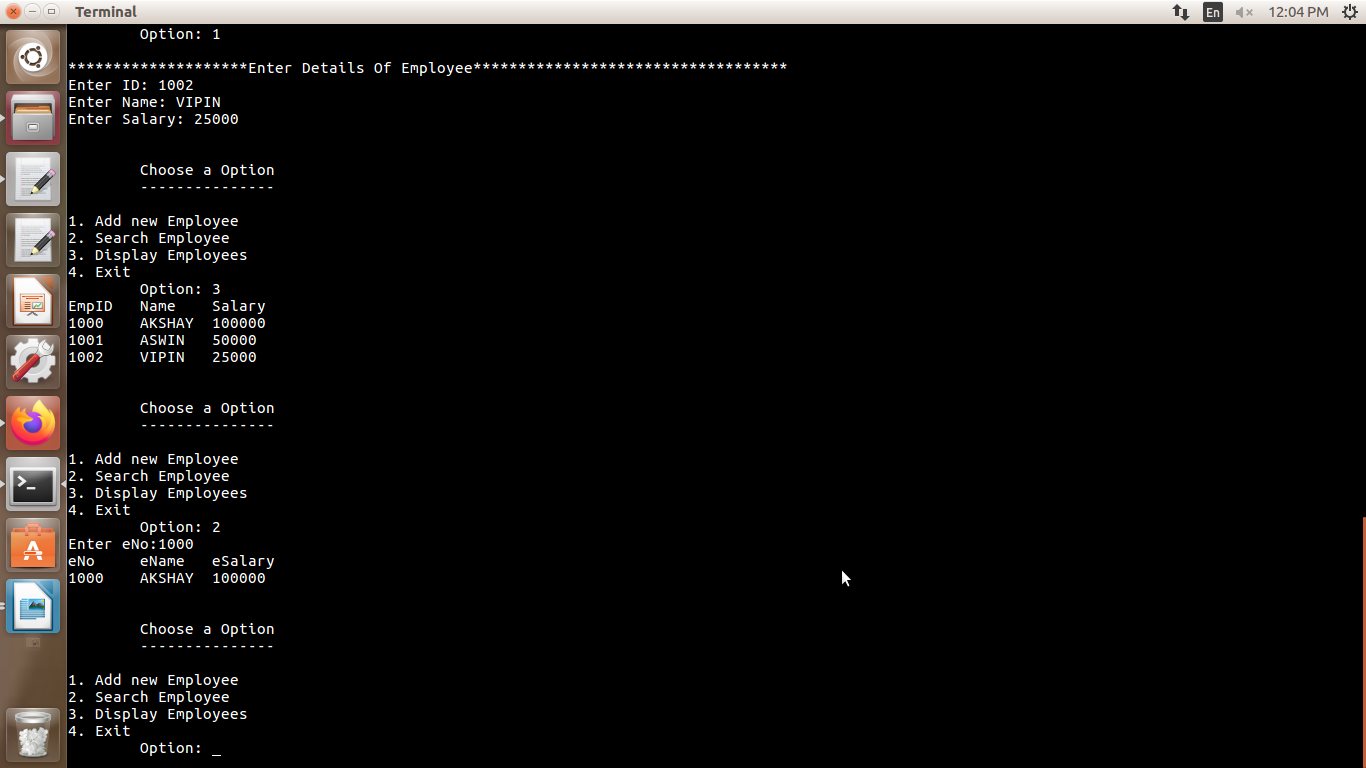 Terminal
En
12:04 PM
Option: 1
********************Enter Details Of Employee***********************************
Enter ID: 1002
Enter Name: VIPIN
Enter Salary: 25000
Choose a Option
---------------
1. Add new Employee
2. Search Employee
3. Display Employees
4. Exit
Option: 3
EmpID Name Salary
1000 AKSHAY 100000
1001 ASWIN 50000
1002 VIPIN 25000
Choose a Option
---------------
1. Add new Employee
2. Search Employee
3. Display Employees
4. Exit
Option: 2
Enter eNo:1000
eNo eName eSalary
1000 AKSHAY 100000
Choose a Option
---------------
1. Add new Employee
2. Search Employee
3. Display Employees
4. Exit
Option: _